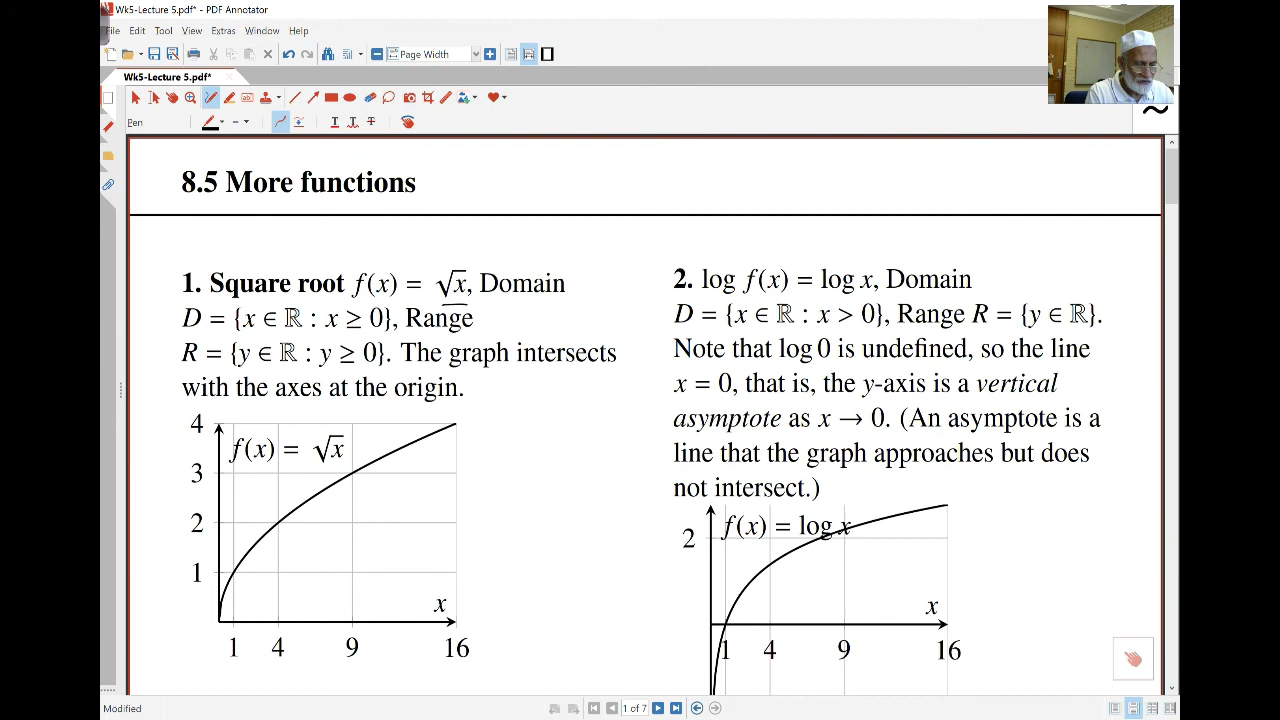 Wk5-Lecture 5.pdf* - PDF Annotator
File Edit Tool View Extras Window Help
Page Width
Wk5-Lecture 5.pdf*
Pen
8.5 More functions
1. Square root f(x) = √x, Domain
D = {x ∈ ℝ : x ≥ 0}, Range
R = {y ∈ ℝ : y ≥ 0}. The graph intersects
with the axes at the origin.
4
f(x) = √x
3
2
1
x
1 4 9 16
2. log f(x) = log x, Domain
D = {x ∈ ℝ : x > 0}, Range R = {y ∈ ℝ}.
Note that log 0 is undefined, so the line
x = 0, that is, the y-axis is a vertical
asymptote as x → 0. (An asymptote is a
line that the graph approaches but does
not intersect.)
f(x) = log x
2
x
1 4 9 16
Modified
1 of 7